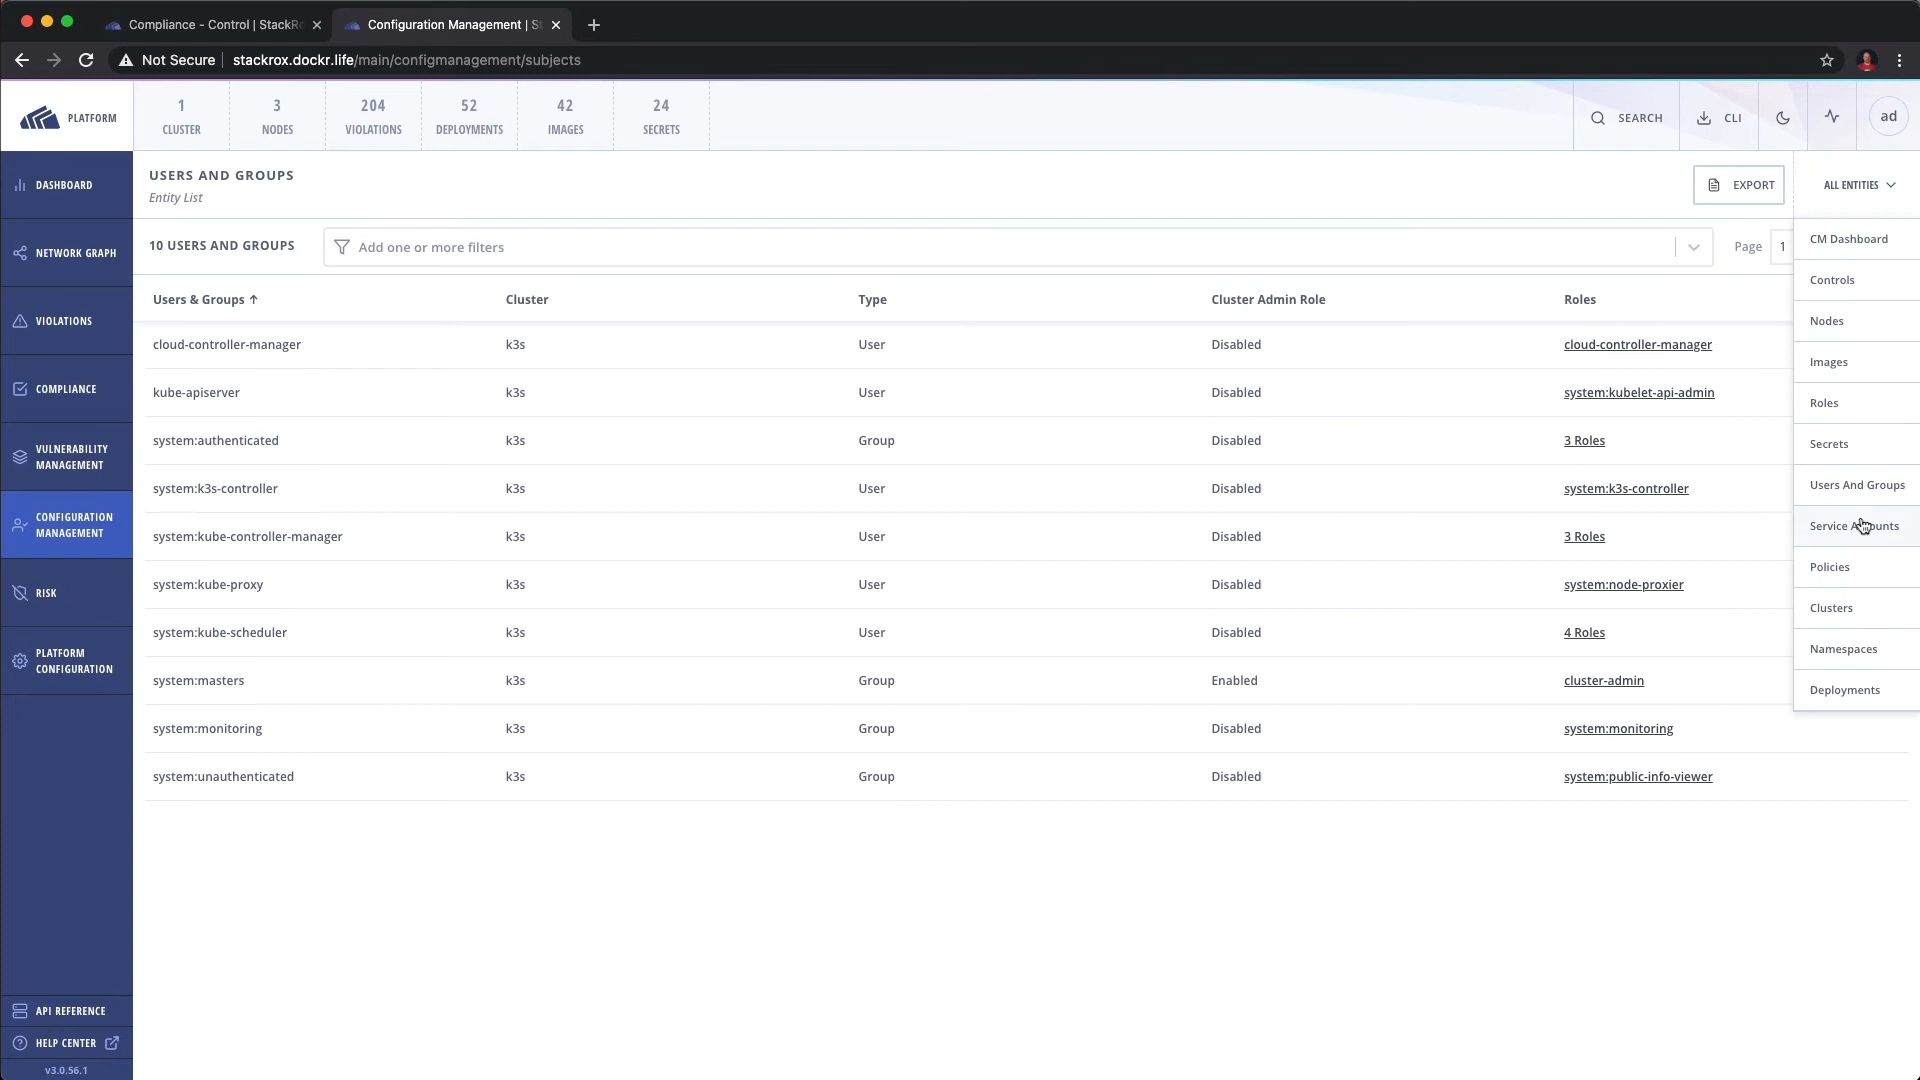 Compliance - Control | StackRo
Configuration Management | S
Not Secure
stackrox.dockr.life/main/configmanagement/subjects
PLATFORM
1
CLUSTER
3
NODES
204
VIOLATIONS
52
DEPLOYMENTS
42
IMAGES
24
SECRETS
SEARCH
CLI
ad
DASHBOARD
NETWORK GRAPH
VIOLATIONS
COMPLIANCE
VULNERABILITY
MANAGEMENT
CONFIGURATION
MANAGEMENT
RISK
PLATFORM
CONFIGURATION
API REFERENCE
HELP CENTER
v3.0.56.1
USERS AND GROUPS
Entity List
EXPORT
ALL ENTITIES
10 USERS AND GROUPS
Add one or more filters
Page 1
Users & Groups Cluster Type Cluster Admin Role Roles
cloud-controller-manager k3s User Disabled cloud-controller-manager
kube-apiserver k3s User Disabled system:kubelet-api-admin
system:authenticated k3s Group Disabled 3 Roles
system:k3s-controller k3s User Disabled system:k3s-controller
system:kube-controller-manager k3s User Disabled 3 Roles
system:kube-proxy k3s User Disabled system:node-proxier
system:kube-scheduler k3s User Disabled 4 Roles
system:masters k3s Group Enabled cluster-admin
system:monitoring k3s Group Disabled system:monitoring
system:unauthenticated k3s Group Disabled system:public-info-viewer
CM Dashboard
Controls
Nodes
Images
Roles
Secrets
Users And Groups
Service Accounts
Policies
Clusters
Namespaces
Deployments